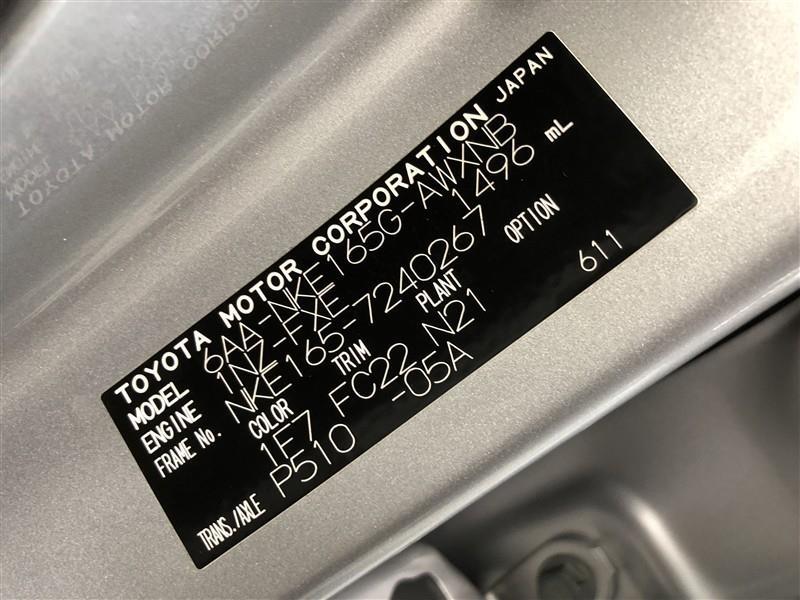 TOYOTA MOTOR CORPORATION JAPAN
MODEL 6AA-NKE165G-AWXNB
ENGINE 1NZ-FXE 1496 mL
FRAME No. NKE165-7240267
COLOR TRIM PLANT OPTION
1F7 FC22 N21 611
TRANS./AXLE P510 -05A